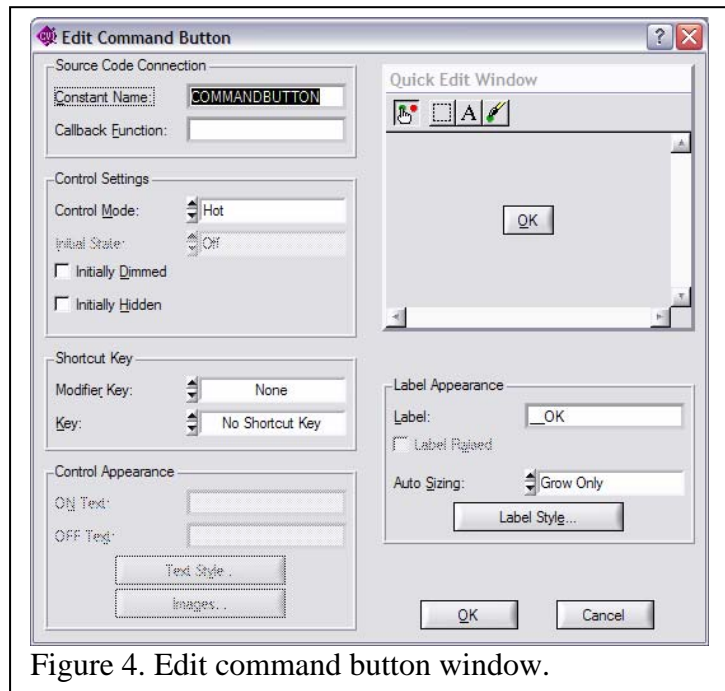 Edit Command Button
Source Code Connection
Constant Name: COMMANDBUTTON
Callback Function:
Control Settings
Control Mode: Hot
Initial State: Off
Initially Dimmed
Initially Hidden
Shortcut Key
Modifier Key: None
Key: No Shortcut Key
Control Appearance
ON Text:
OFF Text:
Text Style...
Images...
Quick Edit Window
A
OK
Label Appearance
Label: __OK
Label Raised
Auto Sizing: Grow Only
Label Style...
OK Cancel
Figure 4. Edit command button window.